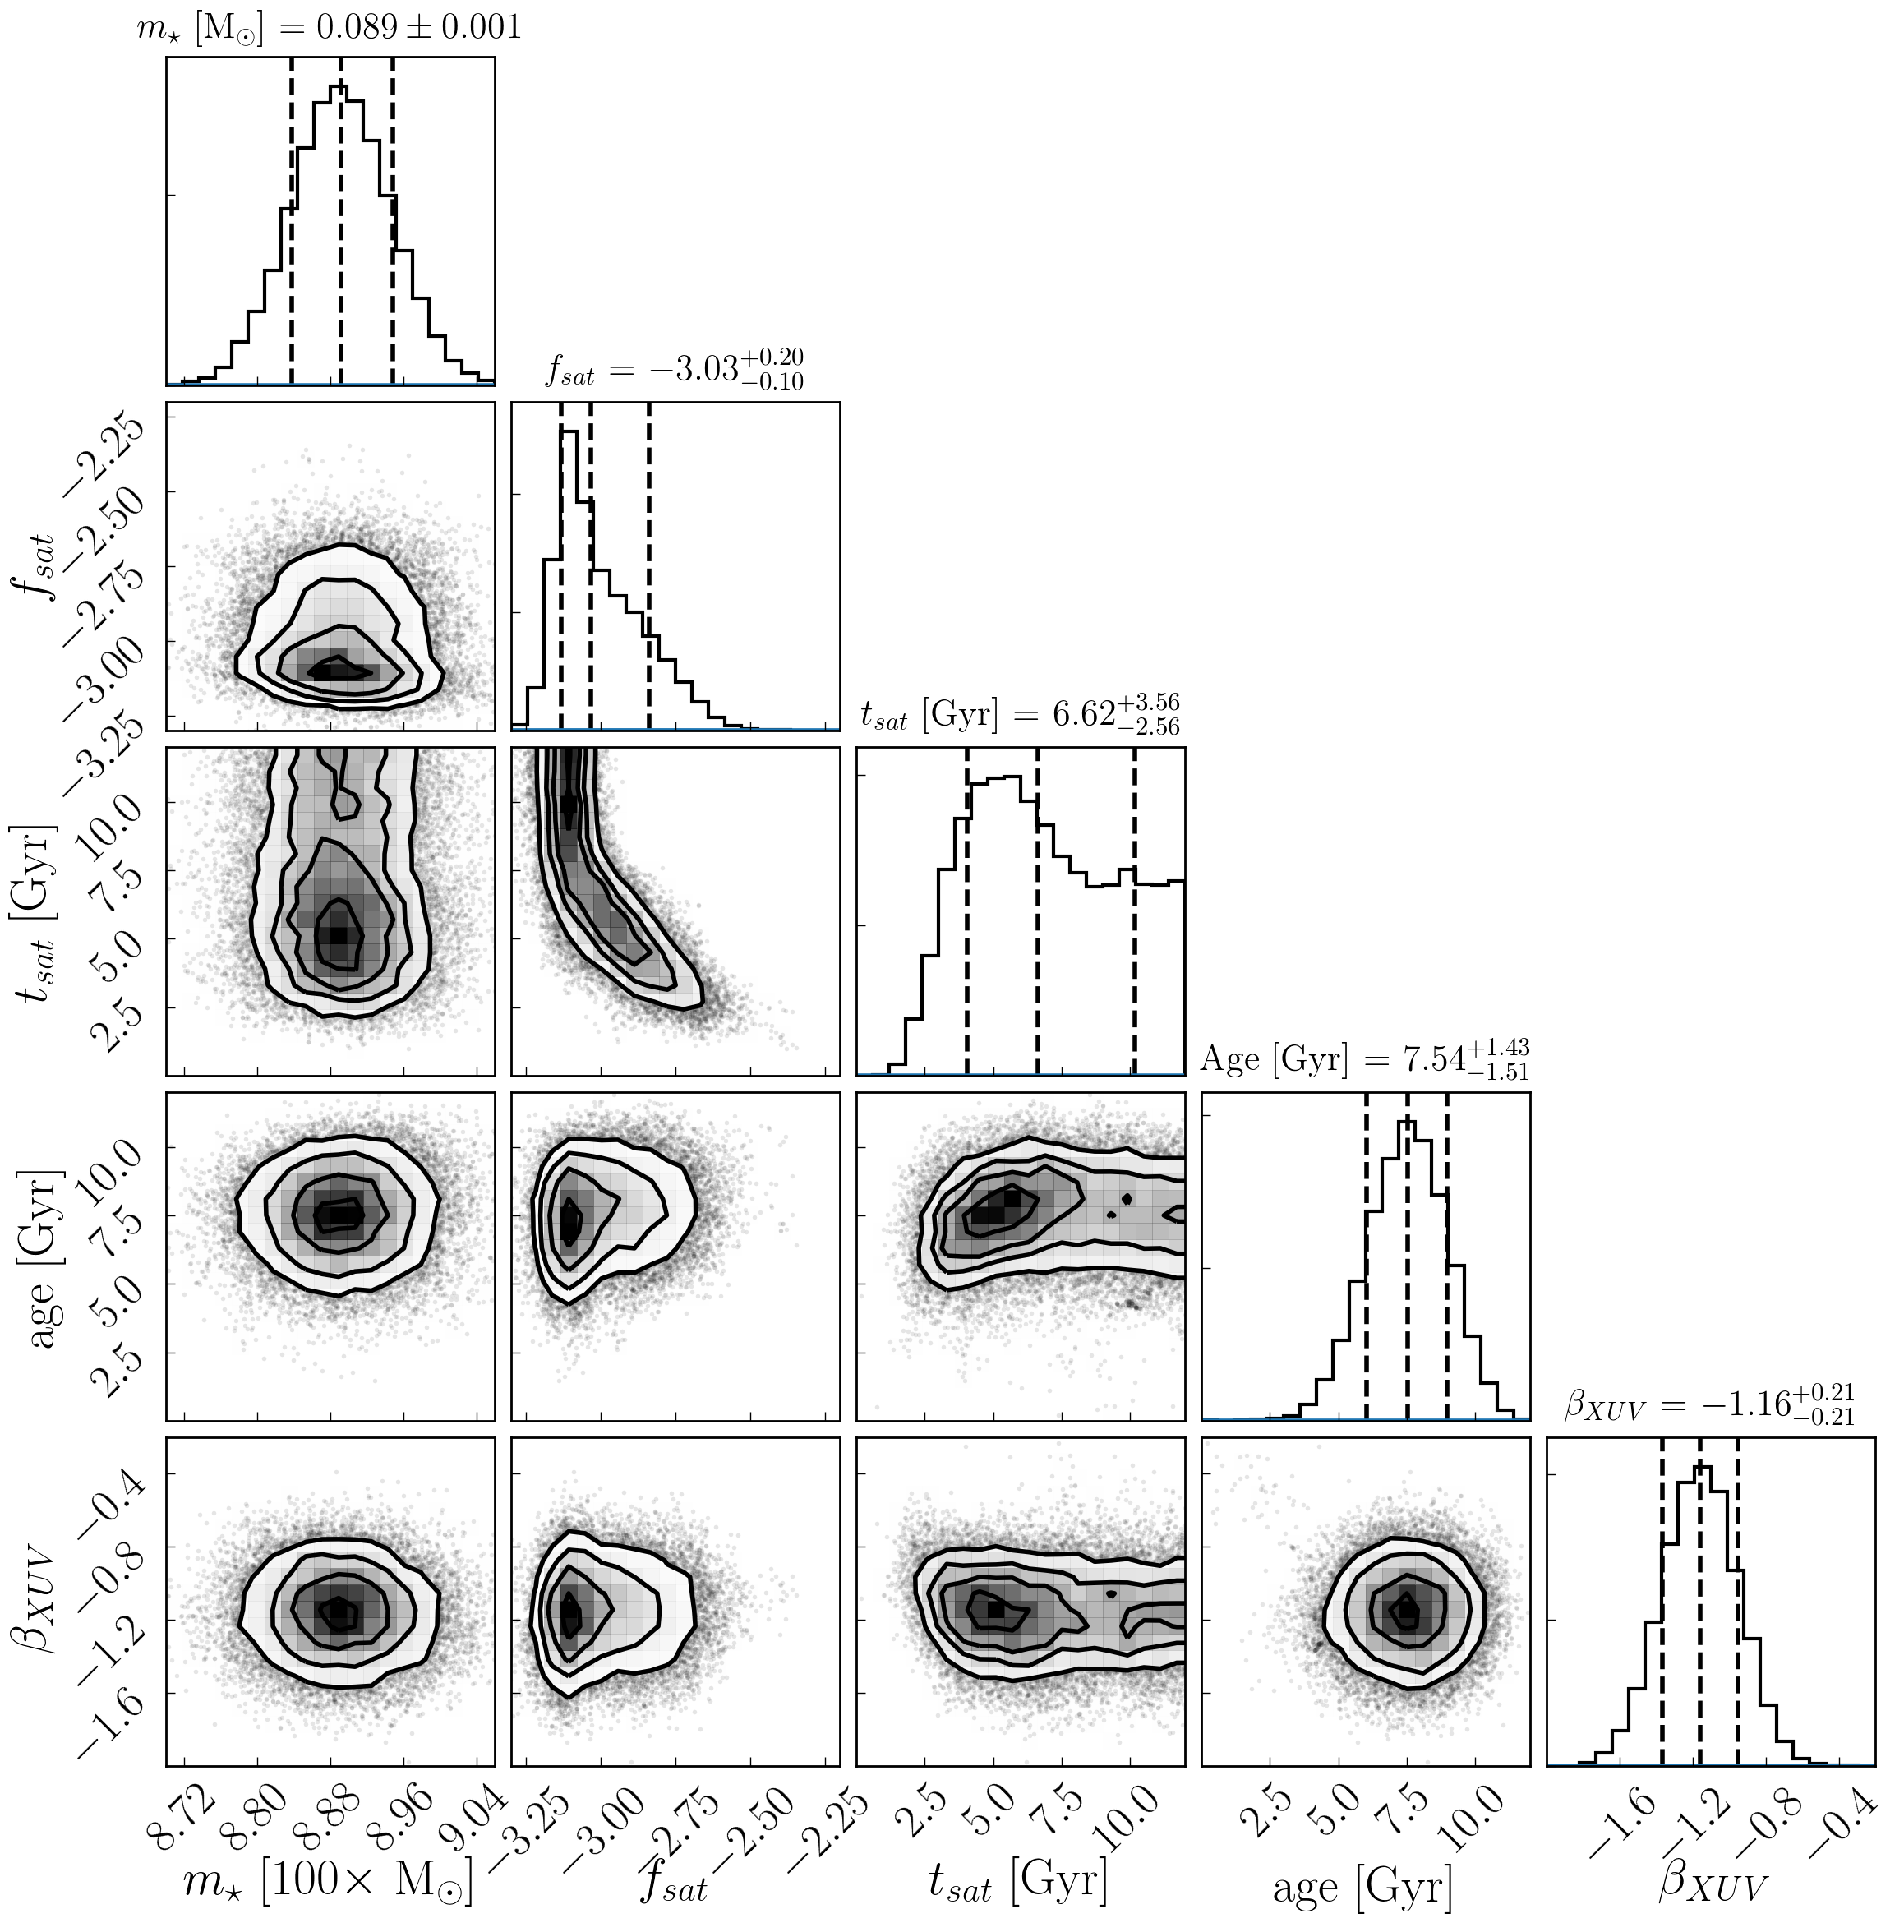 m⋆ [M⊙] = 0.089 ± 0.001
f_sat = −3.03 +0.20 −0.10
t_sat [Gyr] = 6.62 +3.56 −2.56
Age [Gyr] = 7.54 +1.43 −1.51
β_XUV = −1.16 +0.21 −0.21
f_sat
−2.25
−2.50
−2.75
−3.00
−3.25
t_sat [Gyr]
10.0
7.5
5.0
2.5
age [Gyr]
10.0
7.5
5.0
2.5
β_XUV
−0.4
−0.8
−1.2
−1.6
8.72 8.80 8.88 8.96 9.04
m⋆ [100× M⊙]
−3.25 −3.00 −2.75 −2.50 −2.25
f_sat
2.5 5.0 7.5 10.0
t_sat [Gyr]
2.5 5.0 7.5 10.0
age [Gyr]
−1.6 −1.2 −0.8 −0.4
β_XUV